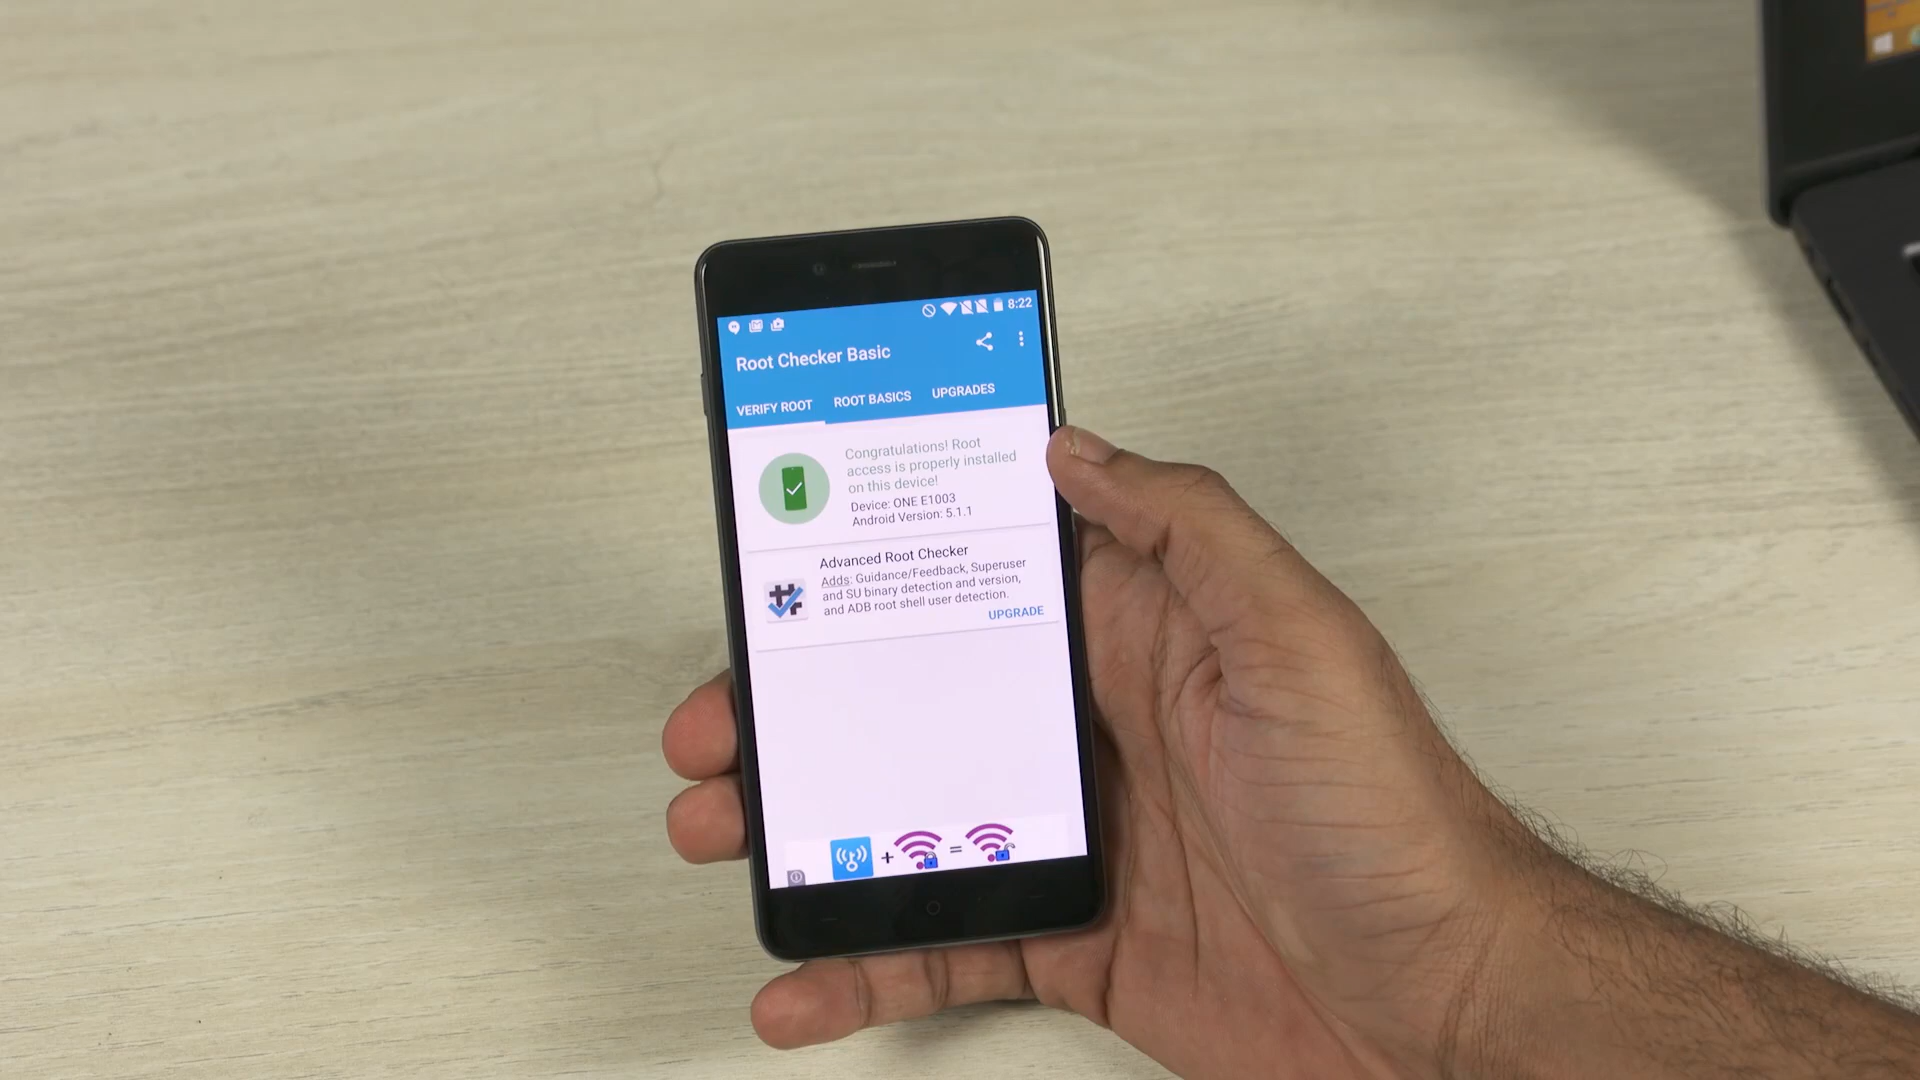 8:22
Root Checker Basic
VERIFY ROOT ROOT BASICS UPGRADES
Congratulations! Root
access is properly installed
on this device!
Device: ONE E1003
Android Version: 5.1.1
Advanced Root Checker
Adds: Guidance/Feedback, Superuser
and SU binary detection and version,
and ADB root shell user detection.
UPGRADE
+ =